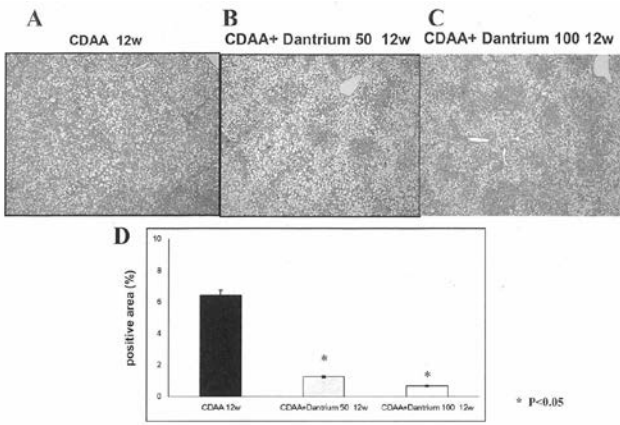 A
B
C
CDAA 12w
CDAA+ Dantrium 50 12w
CDAA+ Dantrium 100 12w
D
10
8
6
4
2
0
positive area (%)
*
*
CDAA 12w
CDAA+Dantrium 50 12w
CDAA+Dantrium 100 12w
* P<0.05